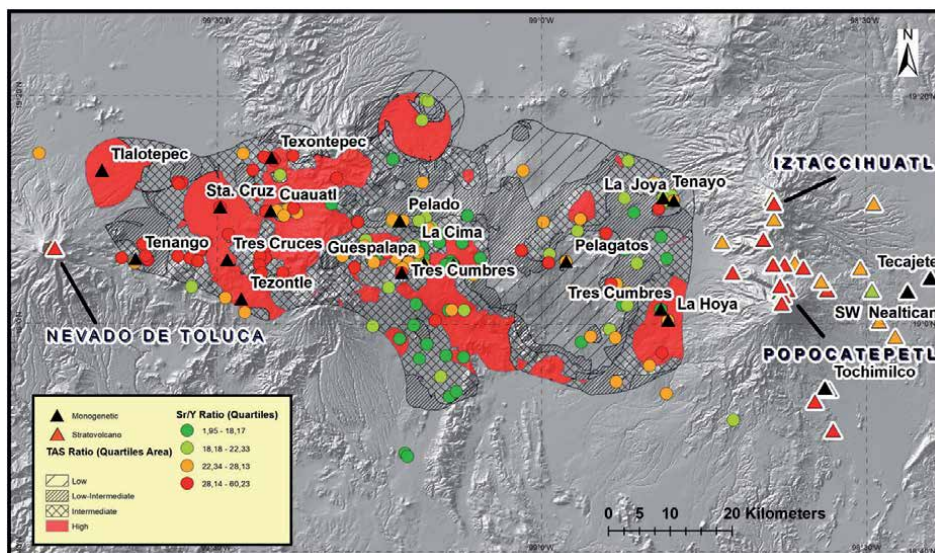 99°30'W
99°0'W
98°30'W
N
19°20'N
19°20'N
Tlalotepec
Texontepec
IZTACCIHUATL
Sta. Cruz
Cuauatl
La Joya
Tenayo
Pelado
La Cima
Tenango
Tres Cruces
Guespalapa
Pelagatos
Tecajete
Tres Cumbres
Tezontle
Tres Cumbres
La Hoya
SW Nealtican
19°0'N
NEVADO DE TOLUCA
POPOCATEPETL
Tochimilco
Monogenetic
Stratovolcano
TAS Ratio (Quartiles Area)
Low
Low-Intermediate
Intermediate
High
Sr/Y Ratio (Quartiles)
1,95 - 18,17
18,18 - 22,33
22,34 - 28,13
28,14 - 60,23
0 5 10 20 Kilometers
99°0'W